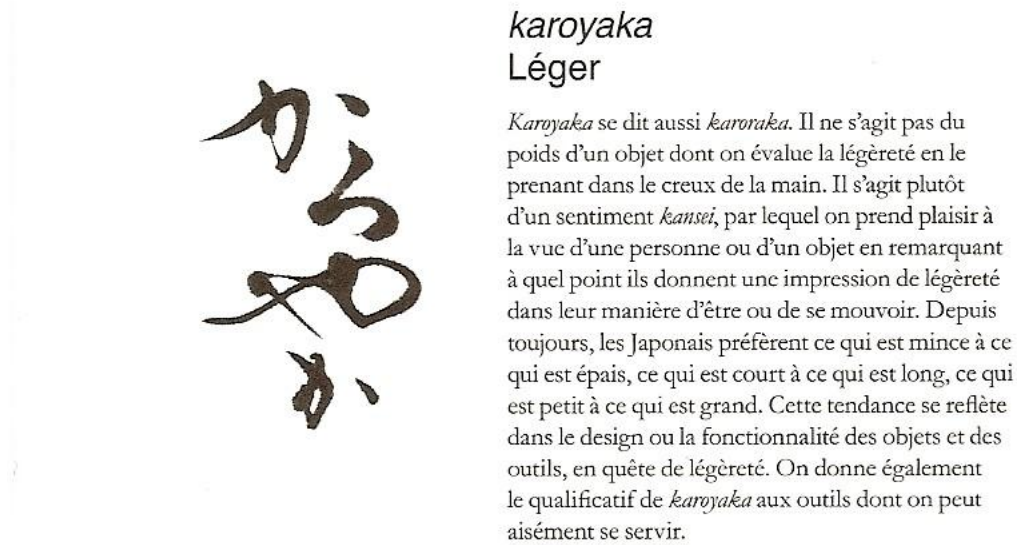 かろやか
karoyaka
Léger
Karoyaka se dit aussi karoraka. Il ne s'agit pas du
poids d'un objet dont on évalue la légèreté en le
prenant dans le creux de la main. Il s'agit plutôt
d'un sentiment kansei, par lequel on prend plaisir à
la vue d'une personne ou d'un objet en remarquant
à quel point ils donnent une impression de légèreté
dans leur manière d'être ou de se mouvoir. Depuis
toujours, les Japonais préfèrent ce qui est mince à ce
qui est épais, ce qui est court à ce qui est long, ce qui
est petit à ce qui est grand. Cette tendance se reflète
dans le design ou la fonctionnalité des objets et des
outils, en quête de légèreté. On donne également
le qualificatif de karoyaka aux outils dont on peut
aisément se servir.